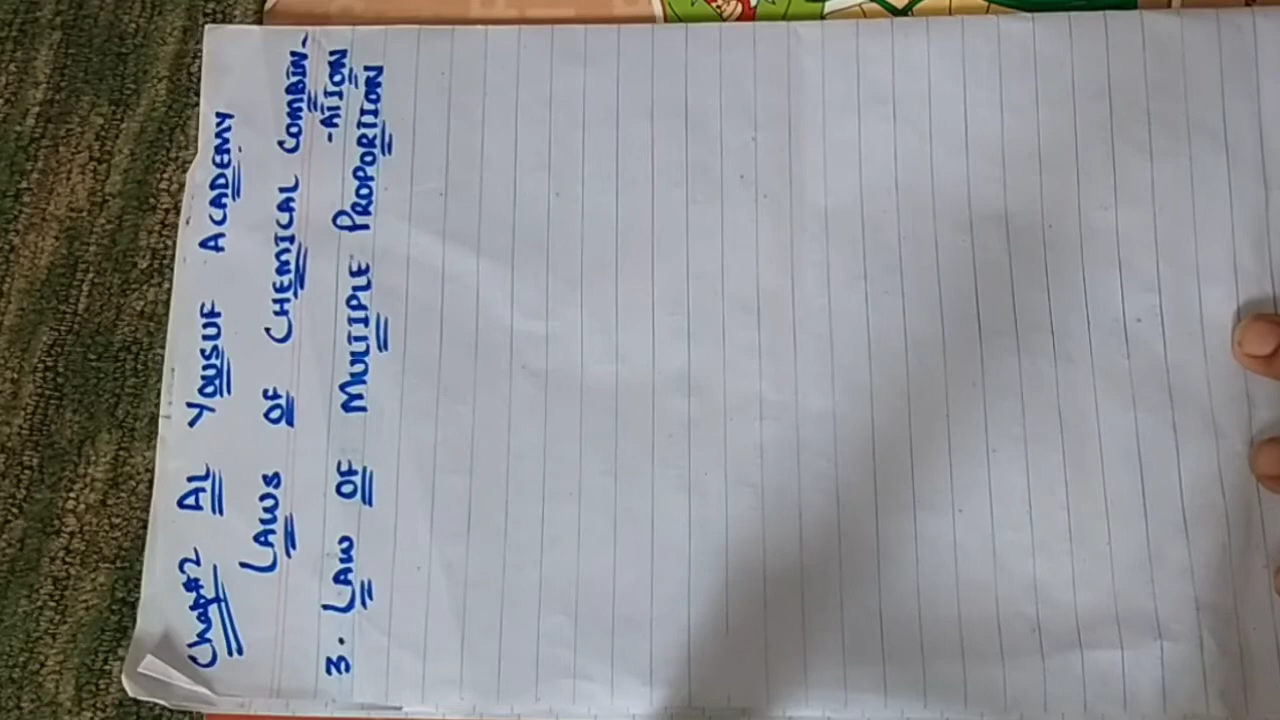 Chap#2 AL YOUSUF ACADEMY
LAWS OF CHEMICAL COMBIN-
-ATION
3. LAW OF MULTIPLE PROPORTION